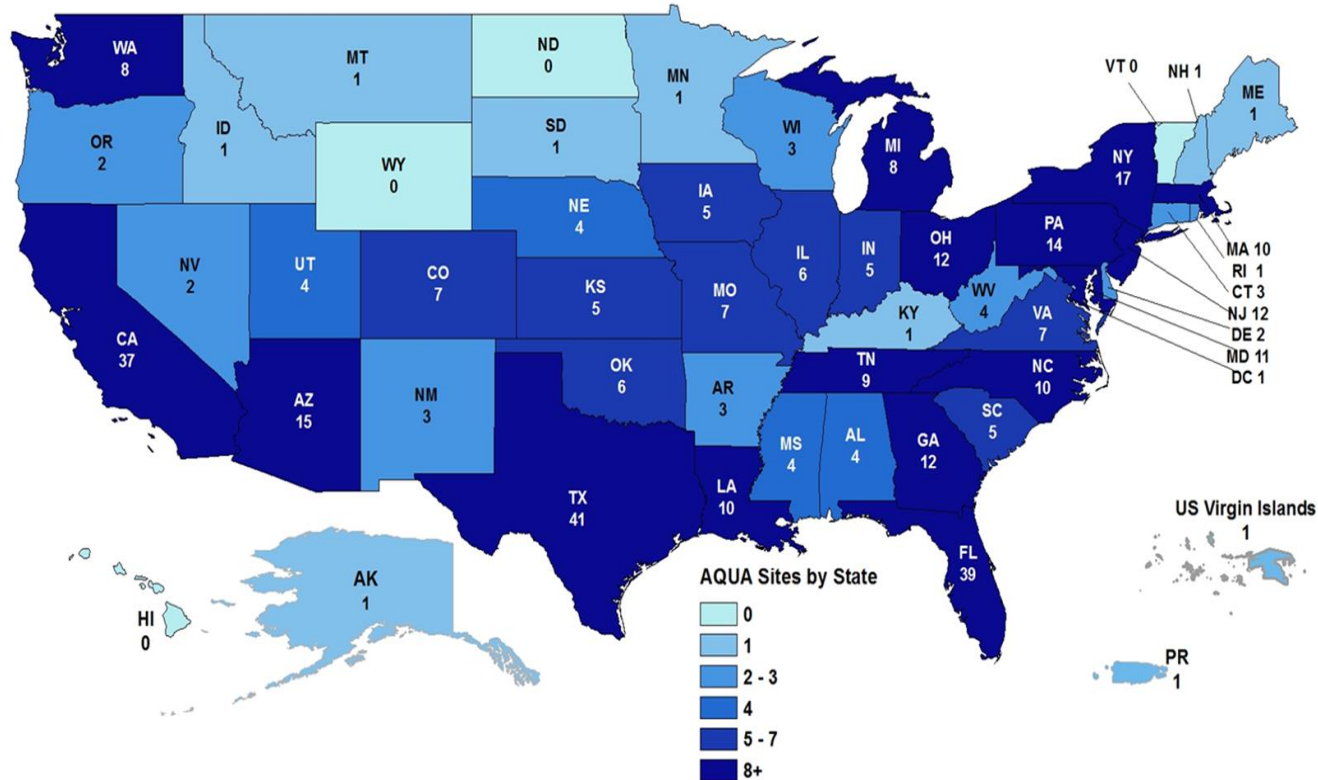 WA
8
MT
1
ND
0
MN
1
VT 0
NH 1
ME
1
OR
2
ID
1
SD
1
WI
3
MI
8
NY
17
WY
0
IA
5
NE
4
PA
14
OH
12
IL
6
IN
5
NV
2
UT
4
CO
7
KS
5
MO
7
KY
1
WV
4
VA
7
MA 10
RI 1
CT 3
NJ 12
DE 2
MD 11
DC 1
CA
37
AZ
15
NM
3
OK
6
AR
3
TN
9
NC
10
SC
5
MS
4
AL
4
GA
12
TX
41
LA
10
FL
39
US Virgin Islands
1
AK
1
HI
0
PR
1
AQUA Sites by State
0
1
2 - 3
4
5 - 7
8+